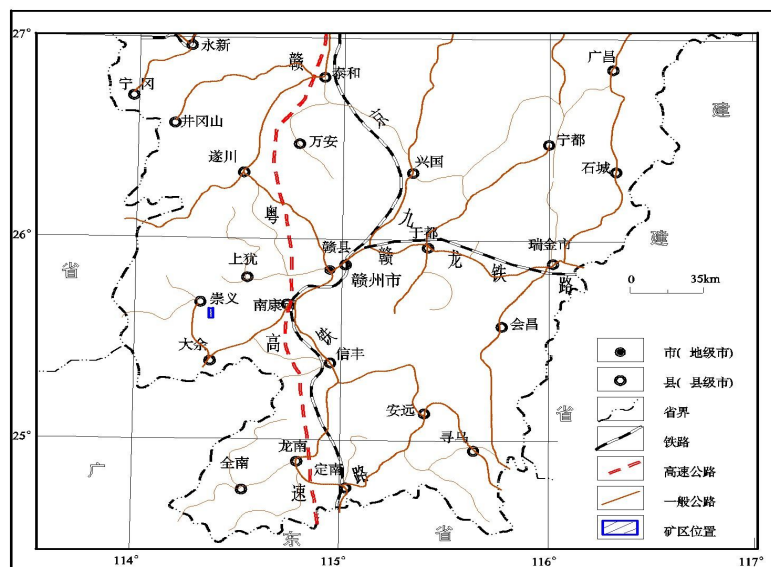 27°
永新
赣
泰和
广昌
宁冈
建
井冈山
京
万安
宁都
遂川
兴国
石城
粤
九
于都
26°
省
上犹
赣县
赣
龙
铁
瑞金市
路
建
赣州市
0 35km
崇义
南康
会昌
大余
高
铁
信丰
市( 地级市)
县( 县级市)
安远
省
省界
25°
寻乌
铁路
广
全南
龙南
定南
路
高速公路
速
一般公路
东
省
矿区位置
114° 115° 116° 117°